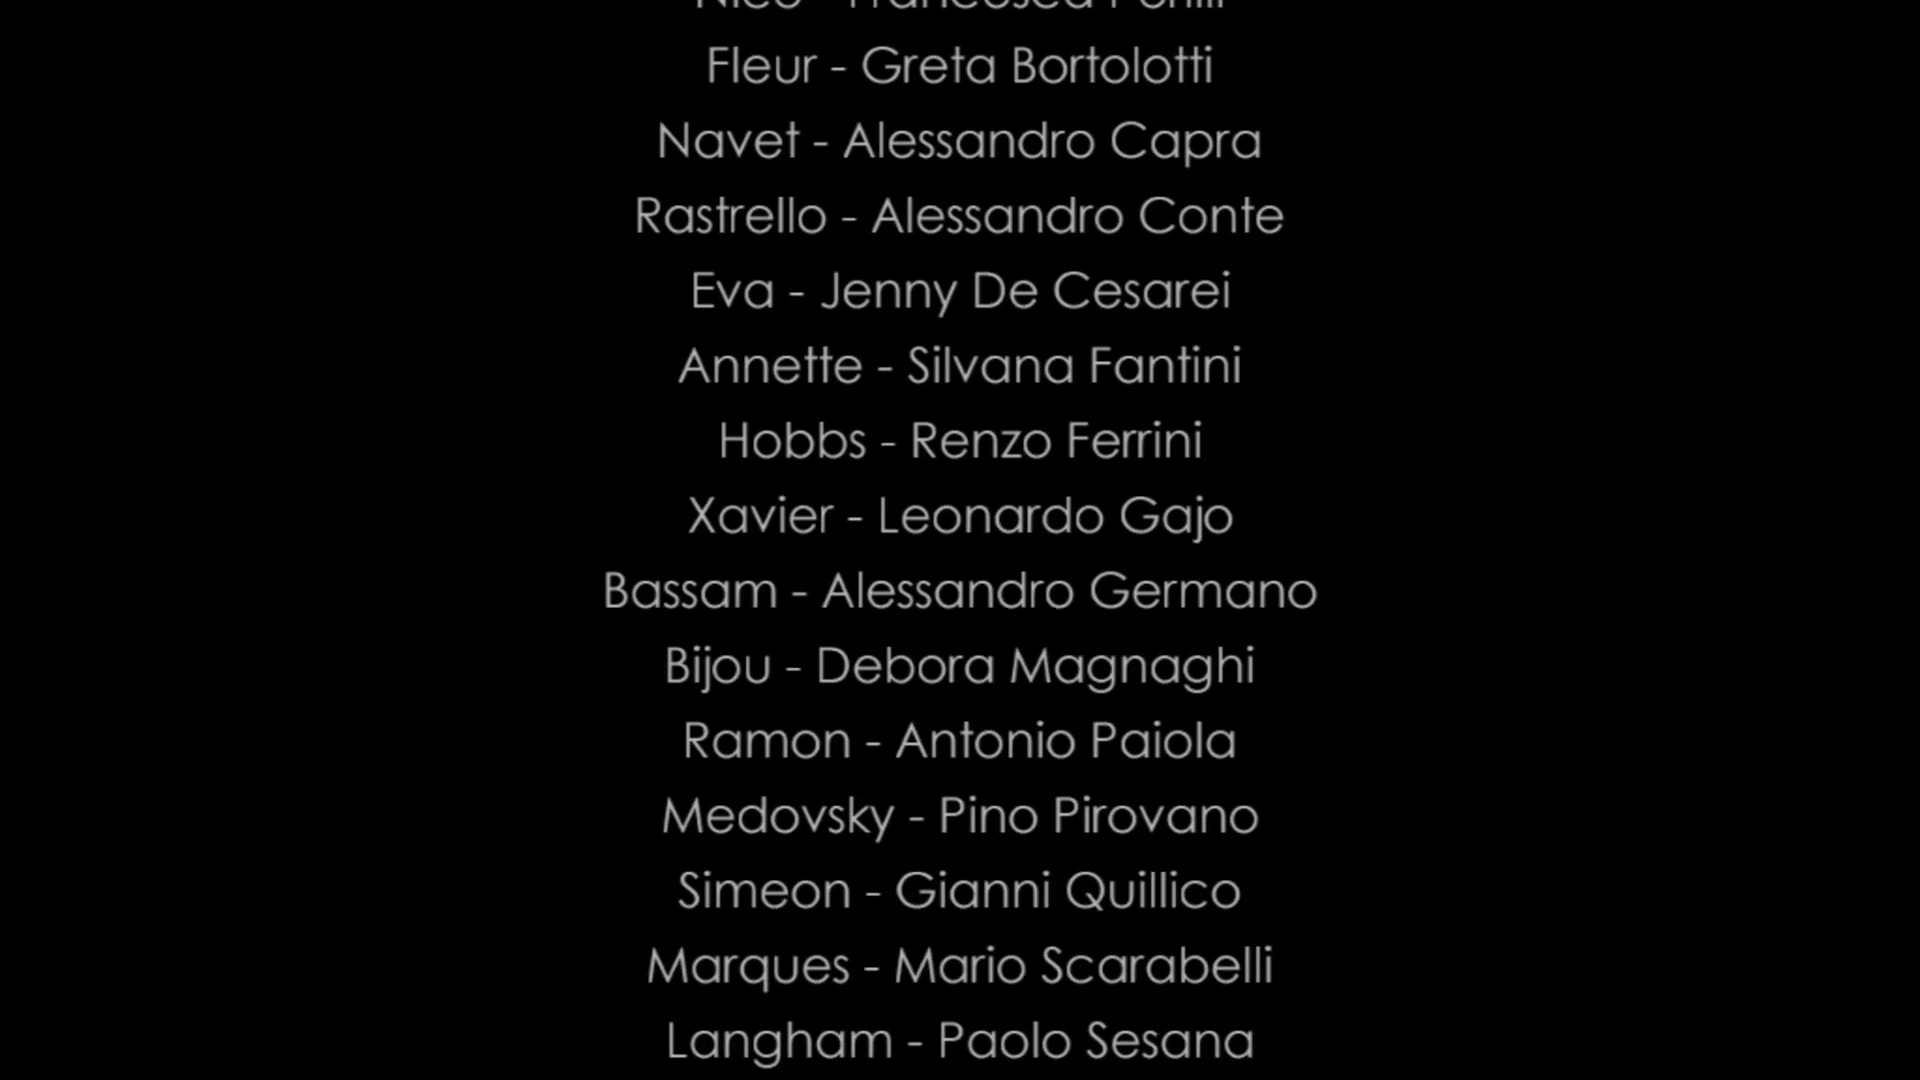 Fleur - Greta Bortolotti
Navet - Alessandro Capra
Rastrello - Alessandro Conte
Eva - Jenny De Cesarei
Annette - Silvana Fantini
Hobbs - Renzo Ferrini
Xavier - Leonardo Gajo
Bassam - Alessandro Germano
Bijou - Debora Magnaghi
Ramon - Antonio Paiola
Medovsky - Pino Pirovano
Simeon - Gianni Quillico
Marques - Mario Scarabelli
Langham - Paolo Sesana